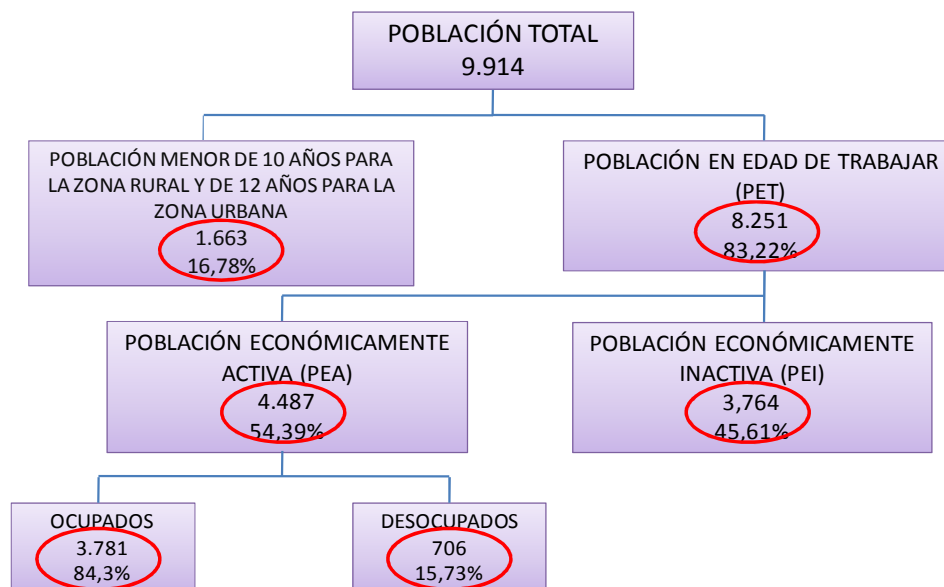 POBLACIÓN TOTAL
9.914
POBLACIÓN MENOR DE 10 AÑOS PARA
LA ZONA RURAL Y DE 12 AÑOS PARA LA
ZONA URBANA
1.663
16,78%
POBLACIÓN EN EDAD DE TRABAJAR
(PET)
8.251
83,22%
POBLACIÓN ECONÓMICAMENTE
ACTIVA (PEA)
4.487
54,39%
POBLACIÓN ECONÓMICAMENTE
INACTIVA (PEI)
3,764
45,61%
OCUPADOS
3.781
84,3%
DESOCUPADOS
706
15,73%